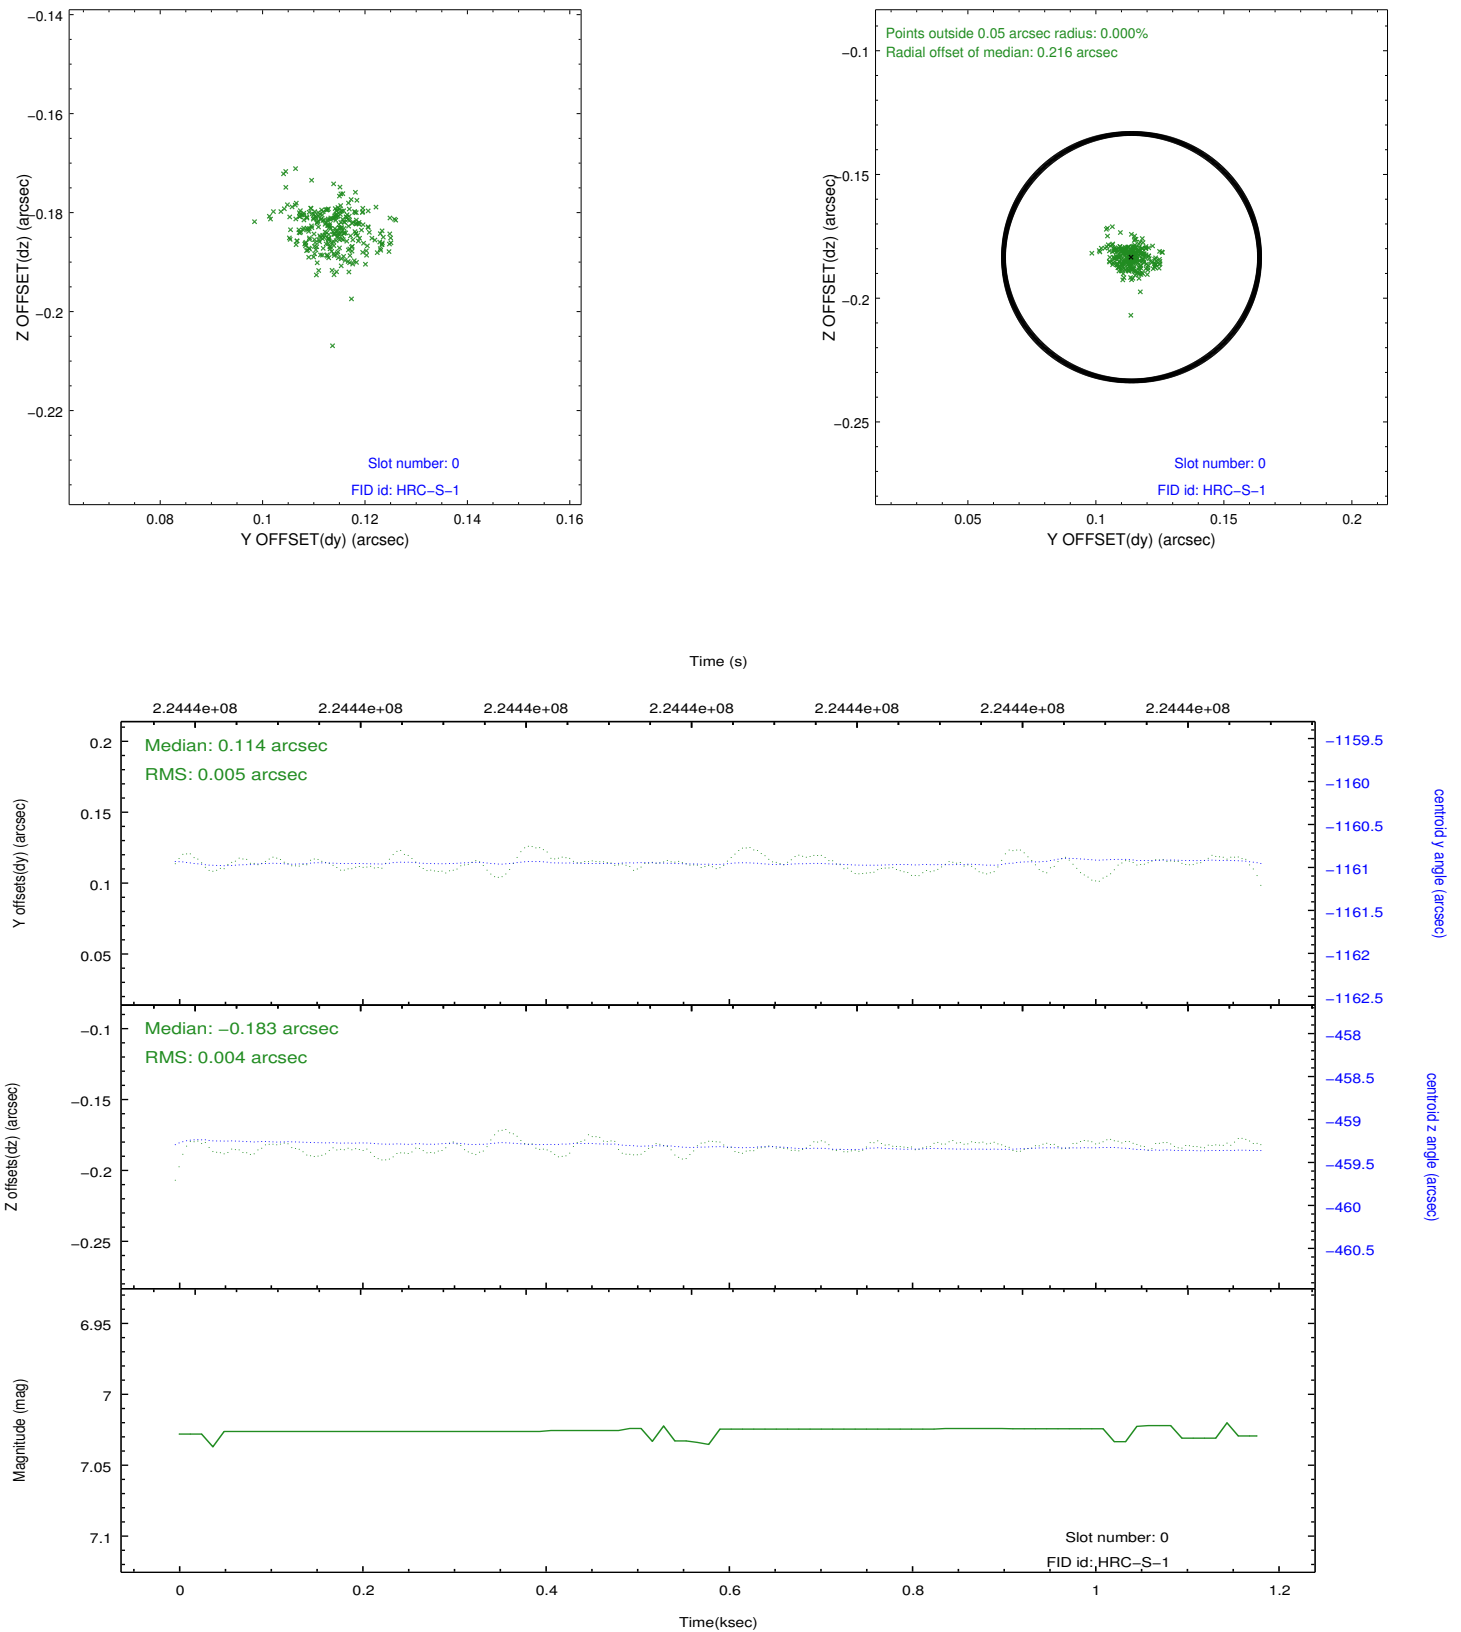 −0.14
−0.16
−0.18
−0.2
−0.22
Z OFFSET(dz) (arcsec)
Slot number: 0
FID id: HRC−S−1
0.08 0.1 0.12 0.14 0.16
Y OFFSET(dy) (arcsec)
Points outside 0.05 arcsec radius: 0.000%
Radial offset of median: 0.216 arcsec
−0.1
−0.15
−0.2
−0.25
Z OFFSET(dz) (arcsec)
Slot number: 0
FID id: HRC−S−1
0.05 0.1 0.15 0.2
Y OFFSET(dy) (arcsec)
Time (s)
2.2444e+08 2.2444e+08 2.2444e+08 2.2444e+08 2.2444e+08 2.2444e+08 2.2444e+08
Median: 0.114 arcsec
RMS: 0.005 arcsec
0.2
0.15
0.1
0.05
Y offsets(dy) (arcsec)
−1159.5
−1160
−1160.5
−1161
−1161.5
−1162
−1162.5
centroid y angle (arcsec)
Median: −0.183 arcsec
RMS: 0.004 arcsec
−0.1
−0.15
−0.2
−0.25
Z offsets(dz) (arcsec)
−458
−458.5
−459
−459.5
−460
−460.5
centroid z angle (arcsec)
6.95
7
7.05
7.1
Magnitude (mag)
Slot number: 0
FID id: HRC−S−1
0 0.2 0.4 0.6 0.8 1 1.2
Time(ksec)